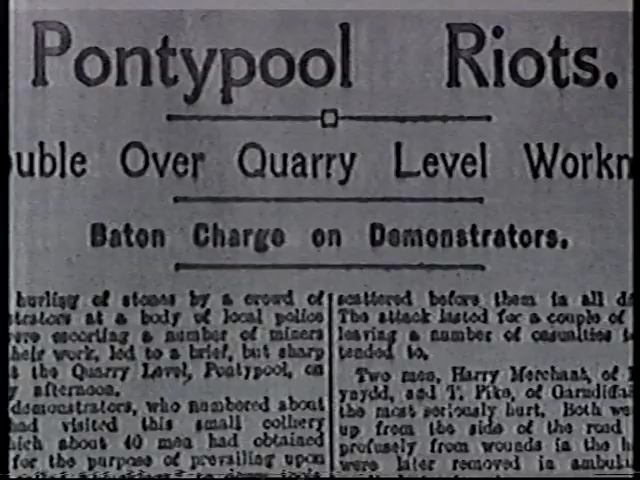 Pontypool Riots.
uble Over Quarry Level Workn
Baton Charge on Demonstrators.
hurling of stones by a crowd of
strators at a body of local police
were escorting a number of miners
their work, led to a brief, but sharp
the Quarry Level, Pontypool, on
y afternoon.
demonstrators, who numbered about
had visited this small colliery
which about 40 men had obtained
for the purpose of prevailing upon
scattered before them in all d
The attack lasted for a couple of
leaving a number of casualties t
tended to.
Two men, Harry Merchant, of
ynydd, and T. Pike, of Garndiffai
the most seriously hurt. Both w
up from the side of the road
profusely from wounds in the h
were later removed in ambul